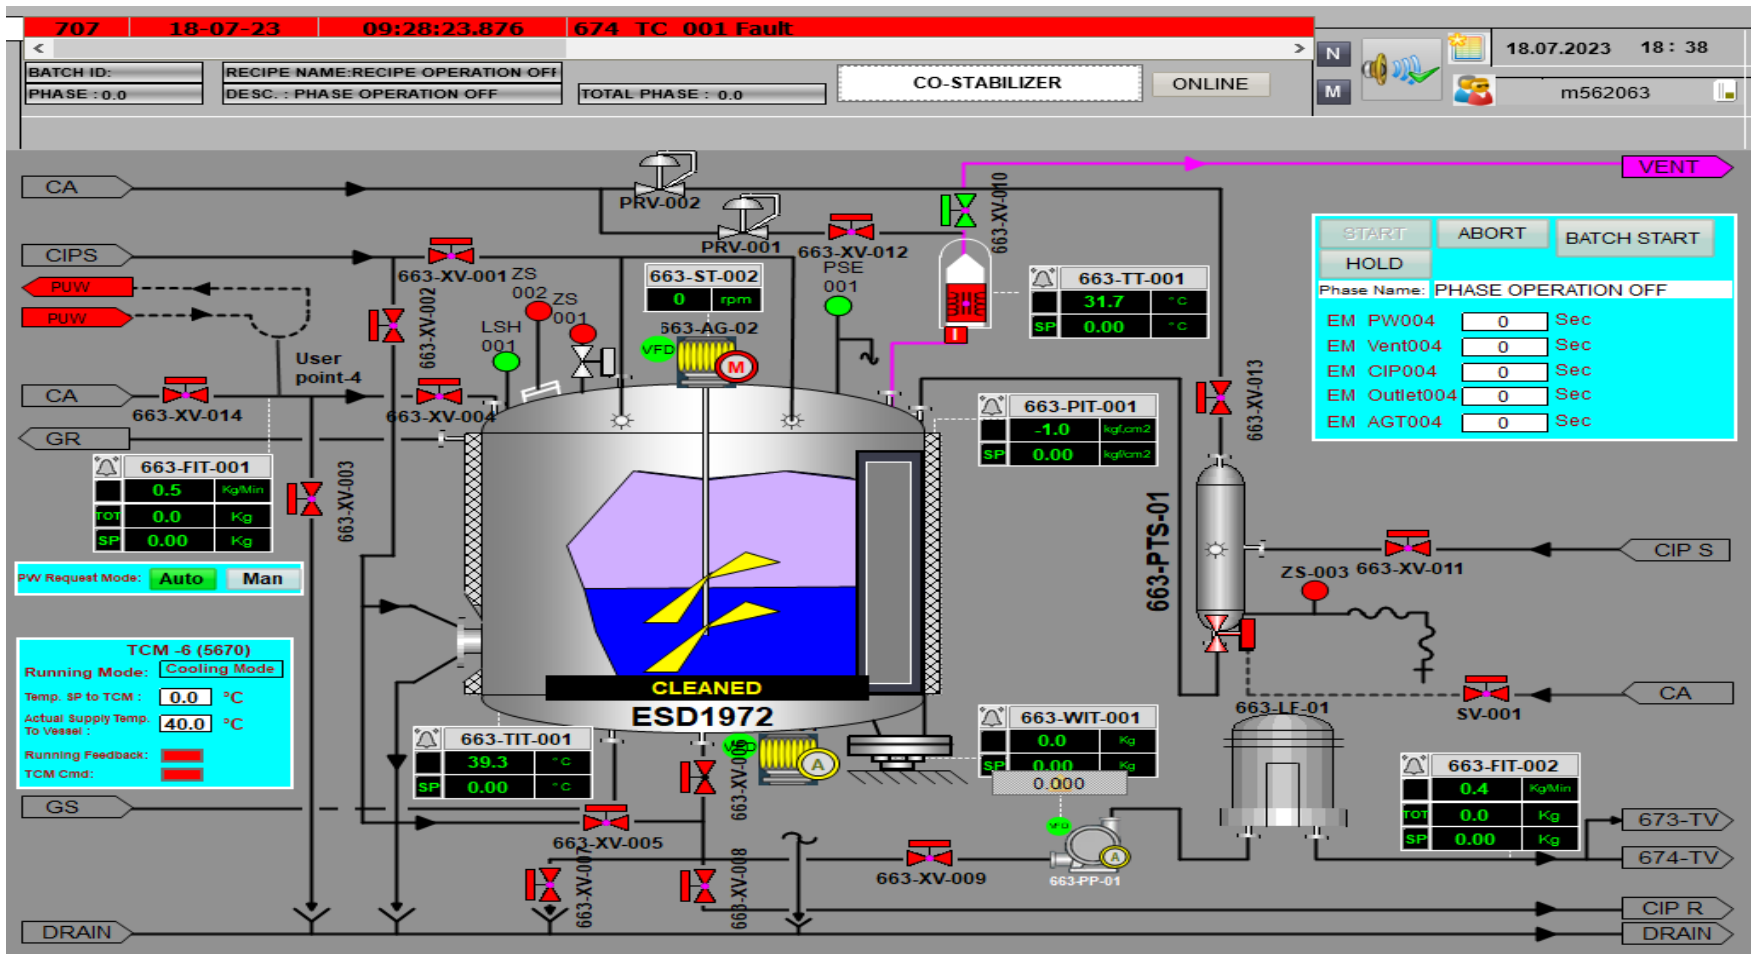 707 18-07-23 09:28:23.876 674 TC 001 Fault
BATCH ID:
RECIPE NAME:RECIPE OPERATION OFF
PHASE : 0.0
DESC. : PHASE OPERATION OFF
TOTAL PHASE : 0.0
CO-STABILIZER
ONLINE
N
M
18.07.2023 18 : 38
m562063
CA
PRV-002
PRV-001
663-XV-012
663-XV-010
VENT
CIPS
663-XV-001
PUW
PUW
663-XV-002
ZS
002
ZS
001
LSH
001
663-ST-002
0 rpm
663-AG-02
VFD
M
PSE
001
I
663-TT-001
31.7 °C
SP 0.00 °C
START
ABORT
BATCH START
HOLD
Phase Name: PHASE OPERATION OFF
EM PW004 0 Sec
EM Vent004 0 Sec
EM CIP004 0 Sec
EM Outlet004 0 Sec
EM AGT004 0 Sec
User
point-4
CA
663-XV-014
663-XV-004
GR
663-FIT-001
0.5 Kg/Min
TOT 0.0 Kg
SP 0.00 Kg
663-XV-003
663-PIT-001
-1.0 kgf.cm2
SP 0.00 kgf/cm2
663-XV-013
663-PTS-01
CIP S
ZS-003
663-XV-011
PW Request Mode: Auto Man
TCM -6 (5670)
Running Mode: Cooling Mode
Temp. SP to TCM : 0.0 °C
Actual Supply Temp.
To Vessel : 40.0 °C
Running Feedback:
TCM Cmd:
CLEANED
ESD1972
663-TIT-001
39.3 °C
SP 0.00 °C
A
663-WIT-001
0.0 Kg
SP 0.00 Kg
0.000
663-LF-01
SV-001
CA
663-FIT-002
0.4 Kg/Min
TOT 0.0 Kg
SP 0.00 Kg
GS
663-XV-005
663-XV-007
663-XV-008
663-XV-009
VFD
A
663-PP-01
673-TV
674-TV
CIP R
DRAIN
DRAIN